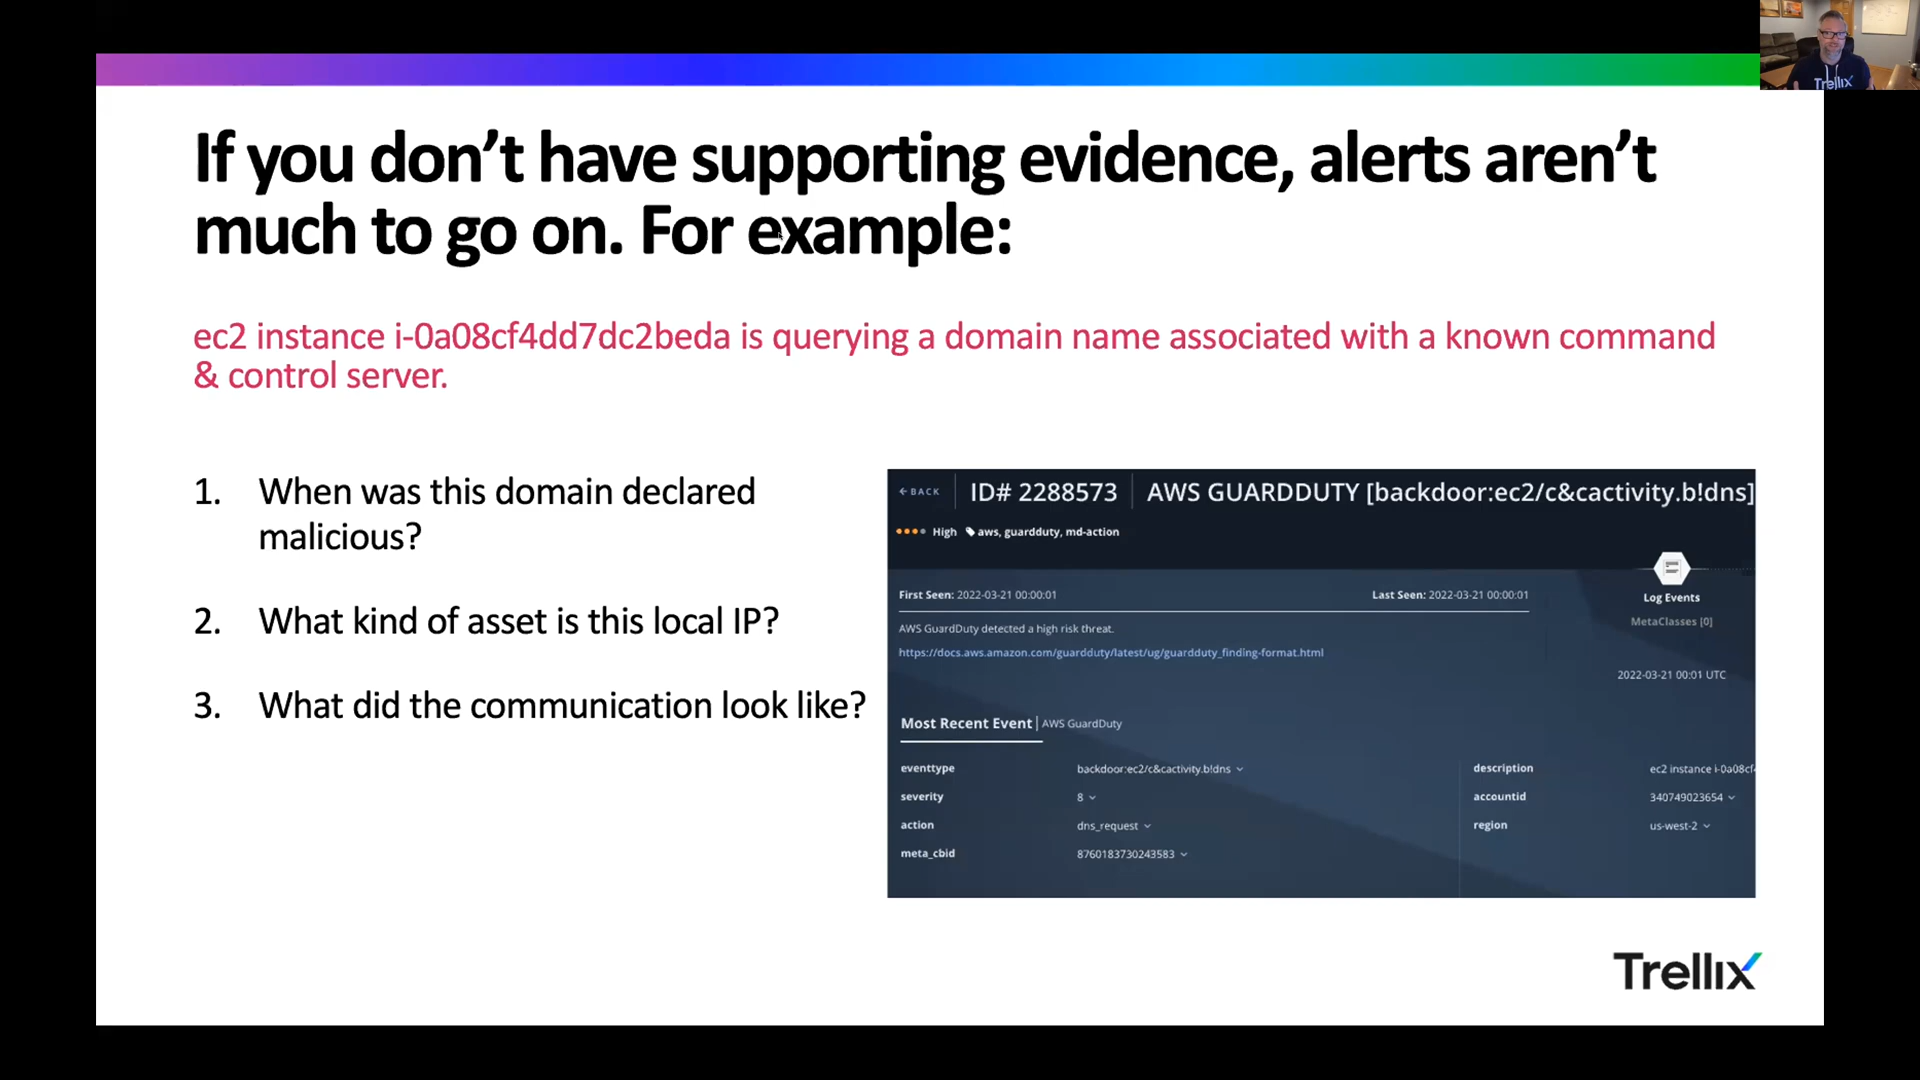 Trellix
If you don’t have supporting evidence, alerts aren’t
much to go on. For example:
ec2 instance i-0a08cf4dd7dc2beda is querying a domain name associated with a known command
& control server.
1. When was this domain declared
malicious?
2. What kind of asset is this local IP?
3. What did the communication look like?
BACK ID# 2288573 AWS GUARDDUTY [backdoor:ec2/c&cactivity.b!dns]
High aws, guardduty, md-action
First Seen: 2022-03-21 00:00:01 Last Seen: 2022-03-21 00:00:01
Log Events
MetaClasses [0]
AWS GuardDuty detected a high risk threat.
https://docs.aws.amazon.com/guardduty/latest/ug/guardduty_finding-format.html
2022-03-21 00:01 UTC
Most Recent Event | AWS GuardDuty
eventtype backdoor:ec2/c&cactivity.b!dns description ec2 instance i-0a08cf
severity 8 accountid 340749023654
action dns_request region us-west-2
meta_cbid 8760183730243583
Trellix